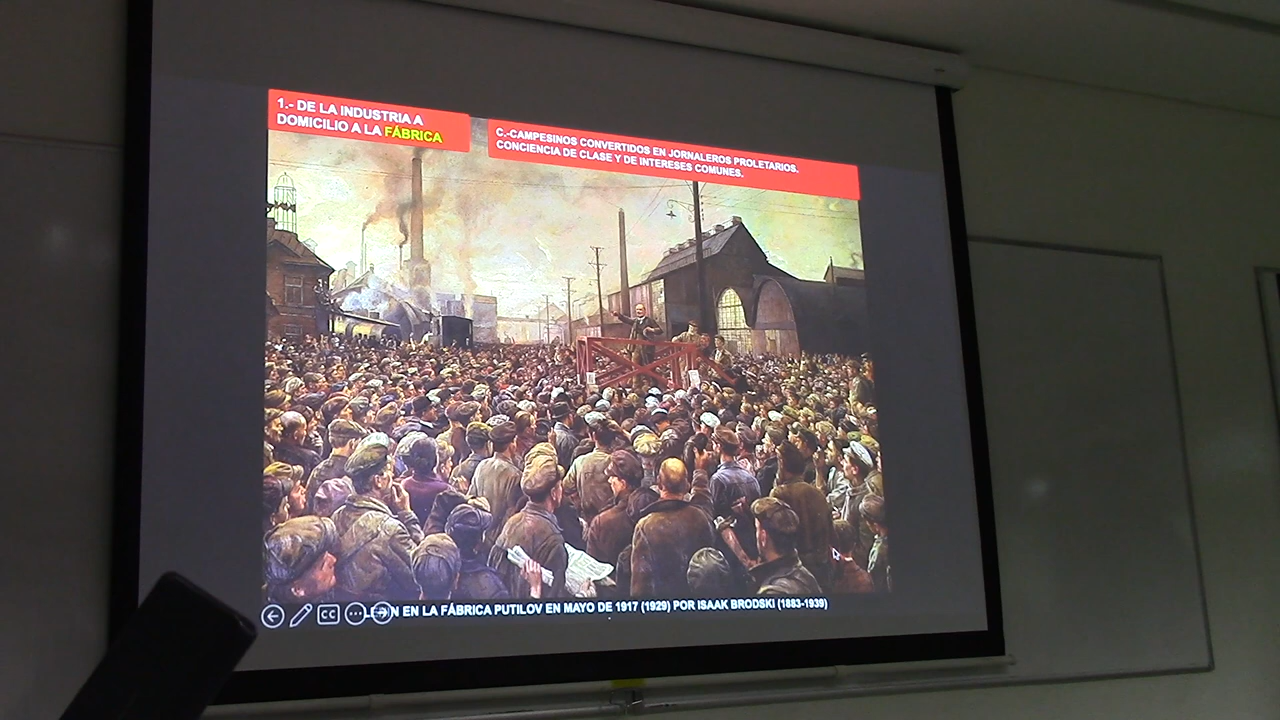 1.- DE LA INDUSTRIA A
DOMICILIO A LA FÁBRICA
C.-CAMPESINOS CONVERTIDOS EN JORNALEROS PROLETARIOS.
CONCIENCIA DE CLASE Y DE INTERESES COMUNES.
CC
EN LA FÁBRICA PUTILOV EN MAYO DE 1917 (1929) POR ISAAK BRODSKI (1883-1939)